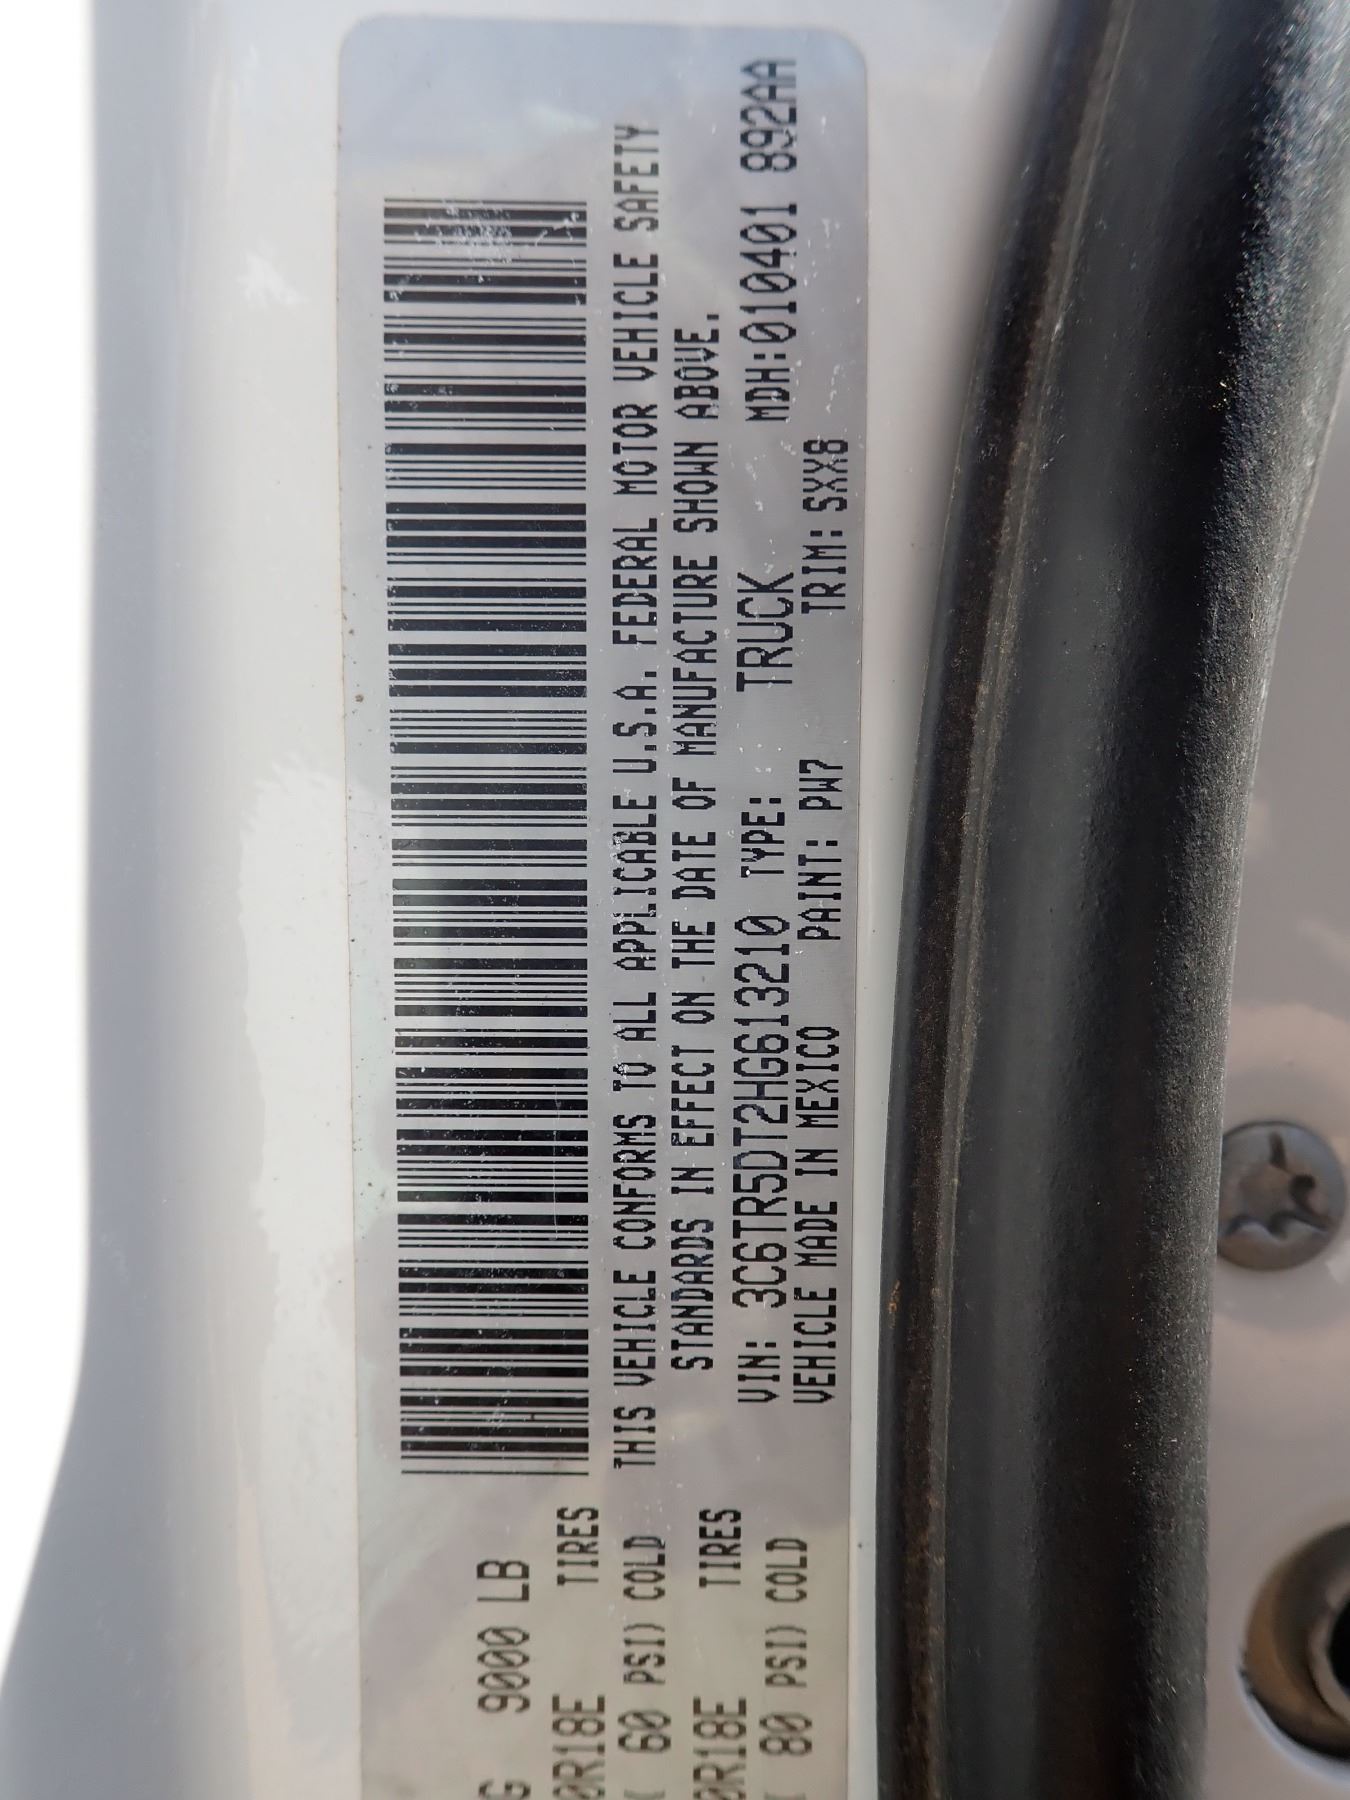 G 9000 LB
0R18E TIRES
( 60 PSI) COLD
0R18E TIRES
( 80 PSI) COLD
THIS VEHICLE CONFORMS TO ALL APPLICABLE U.S.A. FEDERAL MOTOR VEHICLE SAFETY
STANDARDS IN EFFECT ON THE DATE OF MANUFACTURE SHOWN ABOVE.
VIN: 3C6TR5DT2HG613210 TYPE: TRUCK MDH:010401 892AA
VEHICLE MADE IN MEXICO PAINT: PW7 TRIM: SXX8